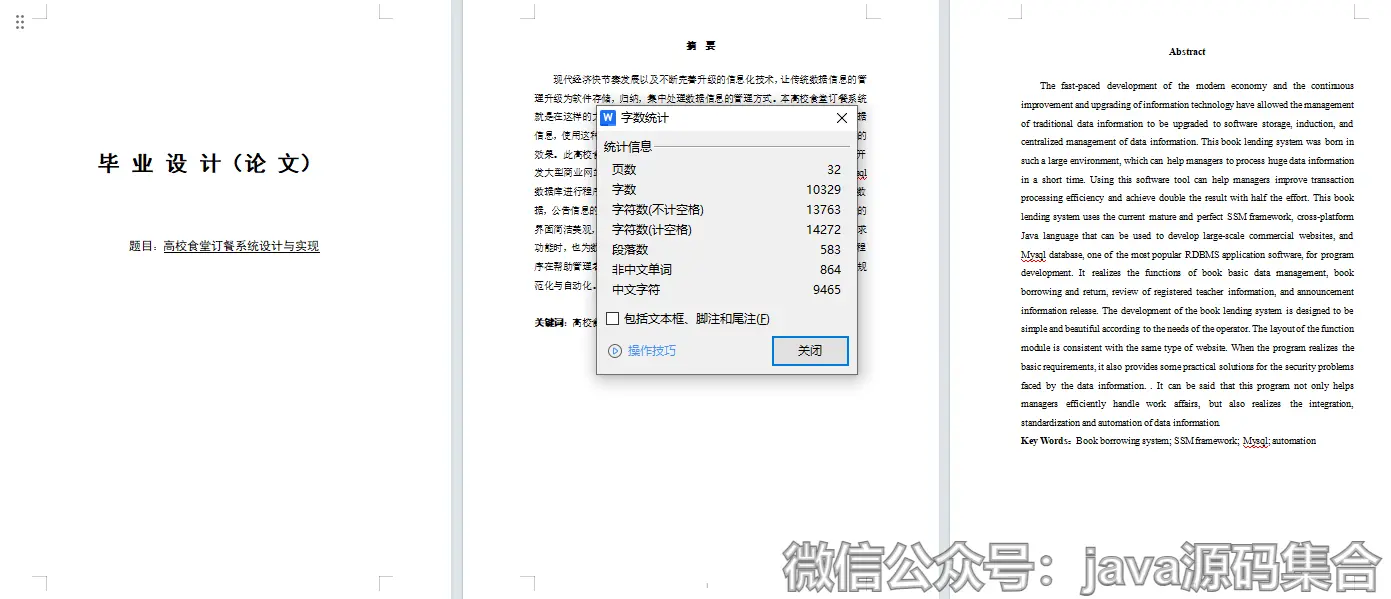 毕 业 设 计（论 文）
题目：高校食堂订餐系统设计与实现
摘 要
现代经济快节奏发展以及不断完善升级的信息化技术，让传统数据信息的管
理升级为软件存储，归纳，集中处理数据信息的管理方式。本高校食堂订餐系统
就是在这样的大
据
信息，使用这种
的
效果。此高校食
开
发大型商业网站
sql
数据库进行程序
数
据，公告信息的
的
界面简洁美观，
求
功能时，也为数
程
序在帮助管理者
规
范化与自动化。
关键词：高校食
字数统计
统计信息
页数 32
字数 10329
字符数(不计空格) 13763
字符数(计空格) 14272
段落数 583
非中文单词 864
中文字符 9465
包括文本框、脚注和尾注(F)
操作技巧
关闭
Abstract
The fast-paced development of the modern economy and the continuous
improvement and upgrading of information technology have allowed the management
of traditional data information to be upgraded to software storage, induction, and
centralized management of data information. This book lending system was born in
such a large environment, which can help managers to process huge data information
in a short time. Using this software tool can help managers improve transaction
processing efficiency and achieve double the result with half the effort. This book
lending system uses the current mature and perfect SSM framework, cross-platform
Java language that can be used to develop large-scale commercial websites, and
Mysql database, one of the most popular RDBMS application software, for program
development. It realizes the functions of book basic data management, book
borrowing and return, review of registered teacher information, and announcement
information release. The development of the book lending system is designed to be
simple and beautiful according to the needs of the operator. The layout of the function
module is consistent with the same type of website. When the program realizes the
basic requirements, it also provides some practical solutions for the security problems
faced by the data information. . It can be said that this program not only helps
managers efficiently handle work affairs, but also realizes the integration,
standardization and automation of data information.
Key Words：Book borrowing system; SSM framework; Mysql; automation
I
微信公众号：java源码集合